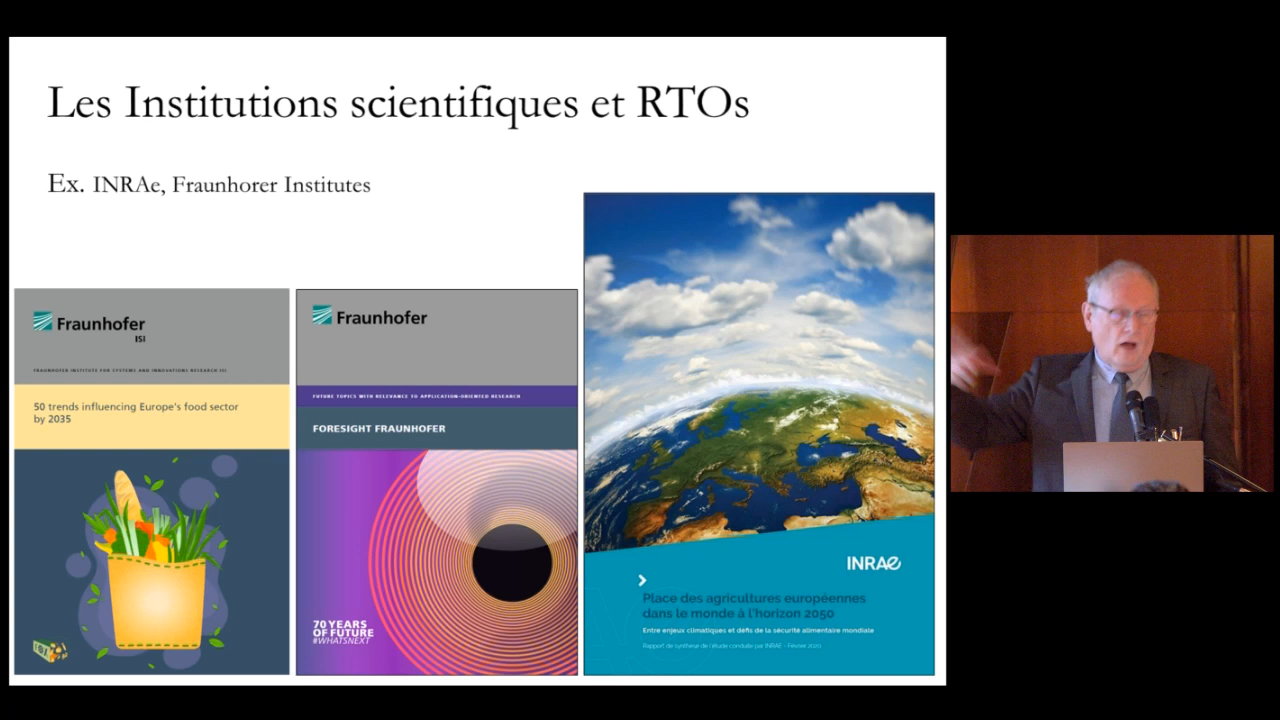 Les Institutions scientifiques et RTOs
Ex. INRAe, Fraunhorer Institutes
Fraunhofer
ISI
FRAUNHOFER INSTITUTE FOR SYSTEMS AND INNOVATIONS RESEARCH ISI
50 trends influencing Europe's food sector
by 2035
Fraunhofer
FUTURE TOPICS WITH RELEVANCE TO APPLICATION-ORIENTED RESEARCH
FORESIGHT FRAUNHOFER
70 YEARS
OF FUTURE
#WHATSNEXT
INRAE
Place des agricultures européennes
dans le monde à l'horizon 2050
Entre enjeux climatiques et défis de la sécurité alimentaire mondiale
Rapport de synthèse de l'étude conduite par INRAE - Février 2020